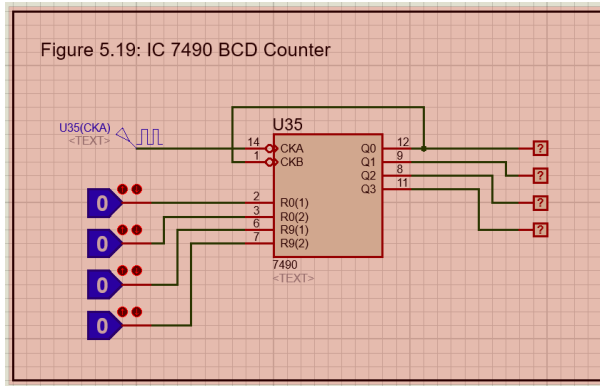 Figure 5.19: IC 7490 BCD Counter
U35(CKA)
<TEXT>
U35
14 CKA Q0 12 ?
1 CKB Q1 9 ?
Q2 8 ?
Q3 11 ?
0 2 R0(1)
0 3 R0(2)
0 6 R9(1)
0 7 R9(2)
7490
<TEXT>